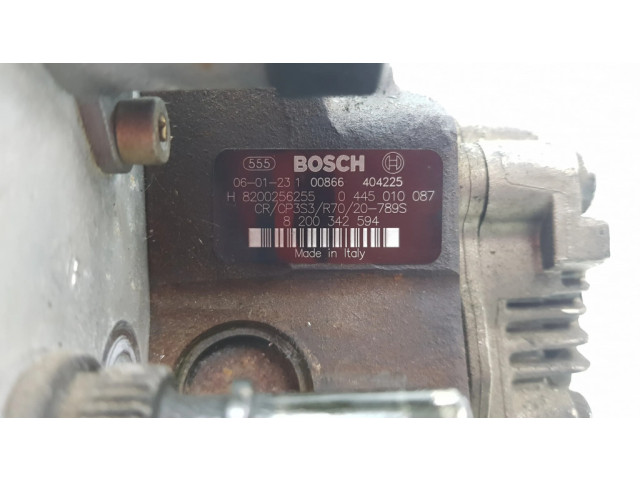 555 BOSCH
06-01-23 1 00866 404225
H 8200256255 0 445 010 087
CR/CP3S3/R70/20-789S
8 200 342 594
Made in Italy